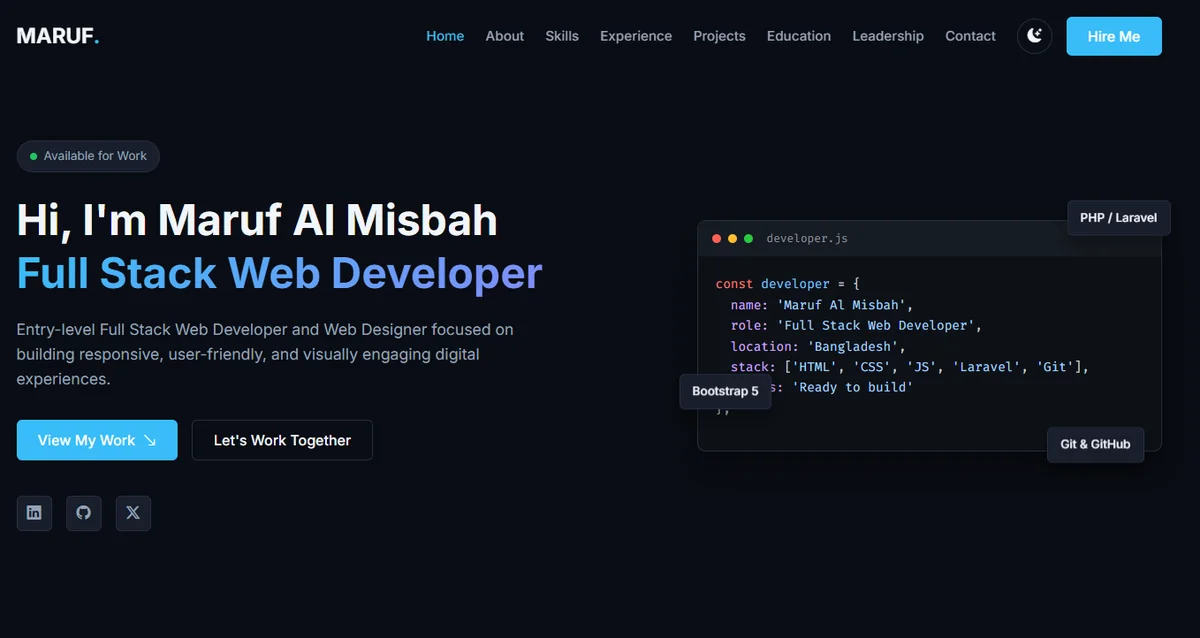 MARUF.
Home About Skills Experience Projects Education Leadership Contact Hire Me
Available for Work
Hi, I'm Maruf Al Misbah
Full Stack Web Developer
Entry-level Full Stack Web Developer and Web Designer focused on
building responsive, user-friendly, and visually engaging digital
experiences.
View My Work ↘
Let's Work Together
PHP / Laravel
developer.js
const developer = {
name: 'Maruf Al Misbah',
role: 'Full Stack Web Developer',
location: 'Bangladesh',
stack: ['HTML', 'CSS', 'JS', 'Laravel', 'Git'],
s: 'Ready to build'
};
Bootstrap 5
Git & GitHub